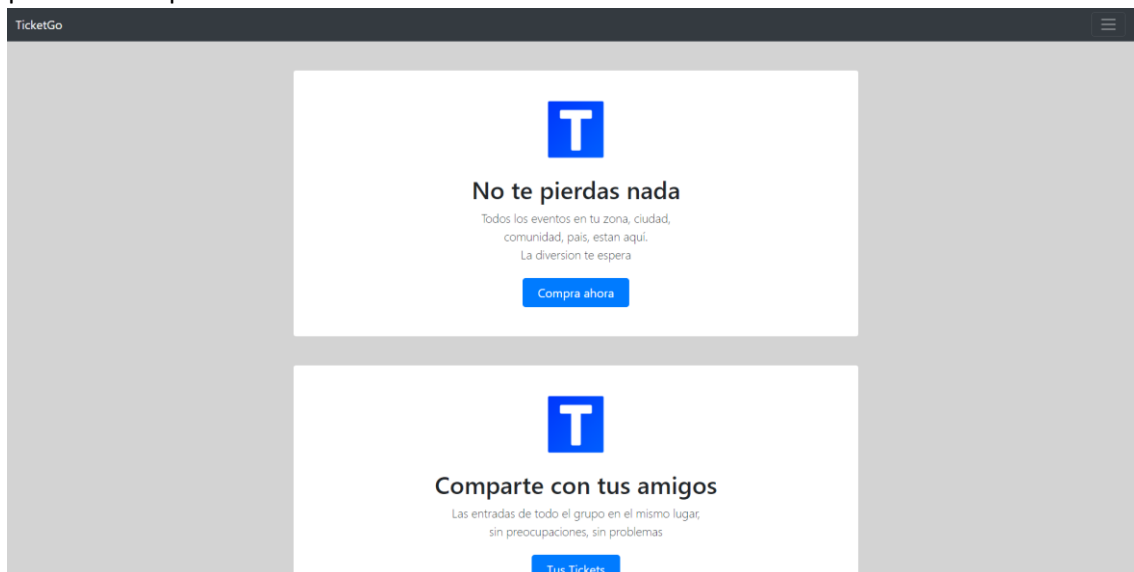 TicketGo
T
No te pierdas nada
Todos los eventos en tu zona, ciudad,
comunidad, pais, estan aquí.
La diversion te espera
Compra ahora
T
Comparte con tus amigos
Las entradas de todo el grupo en el mismo lugar,
sin preocupaciones, sin problemas
Tus Tickets